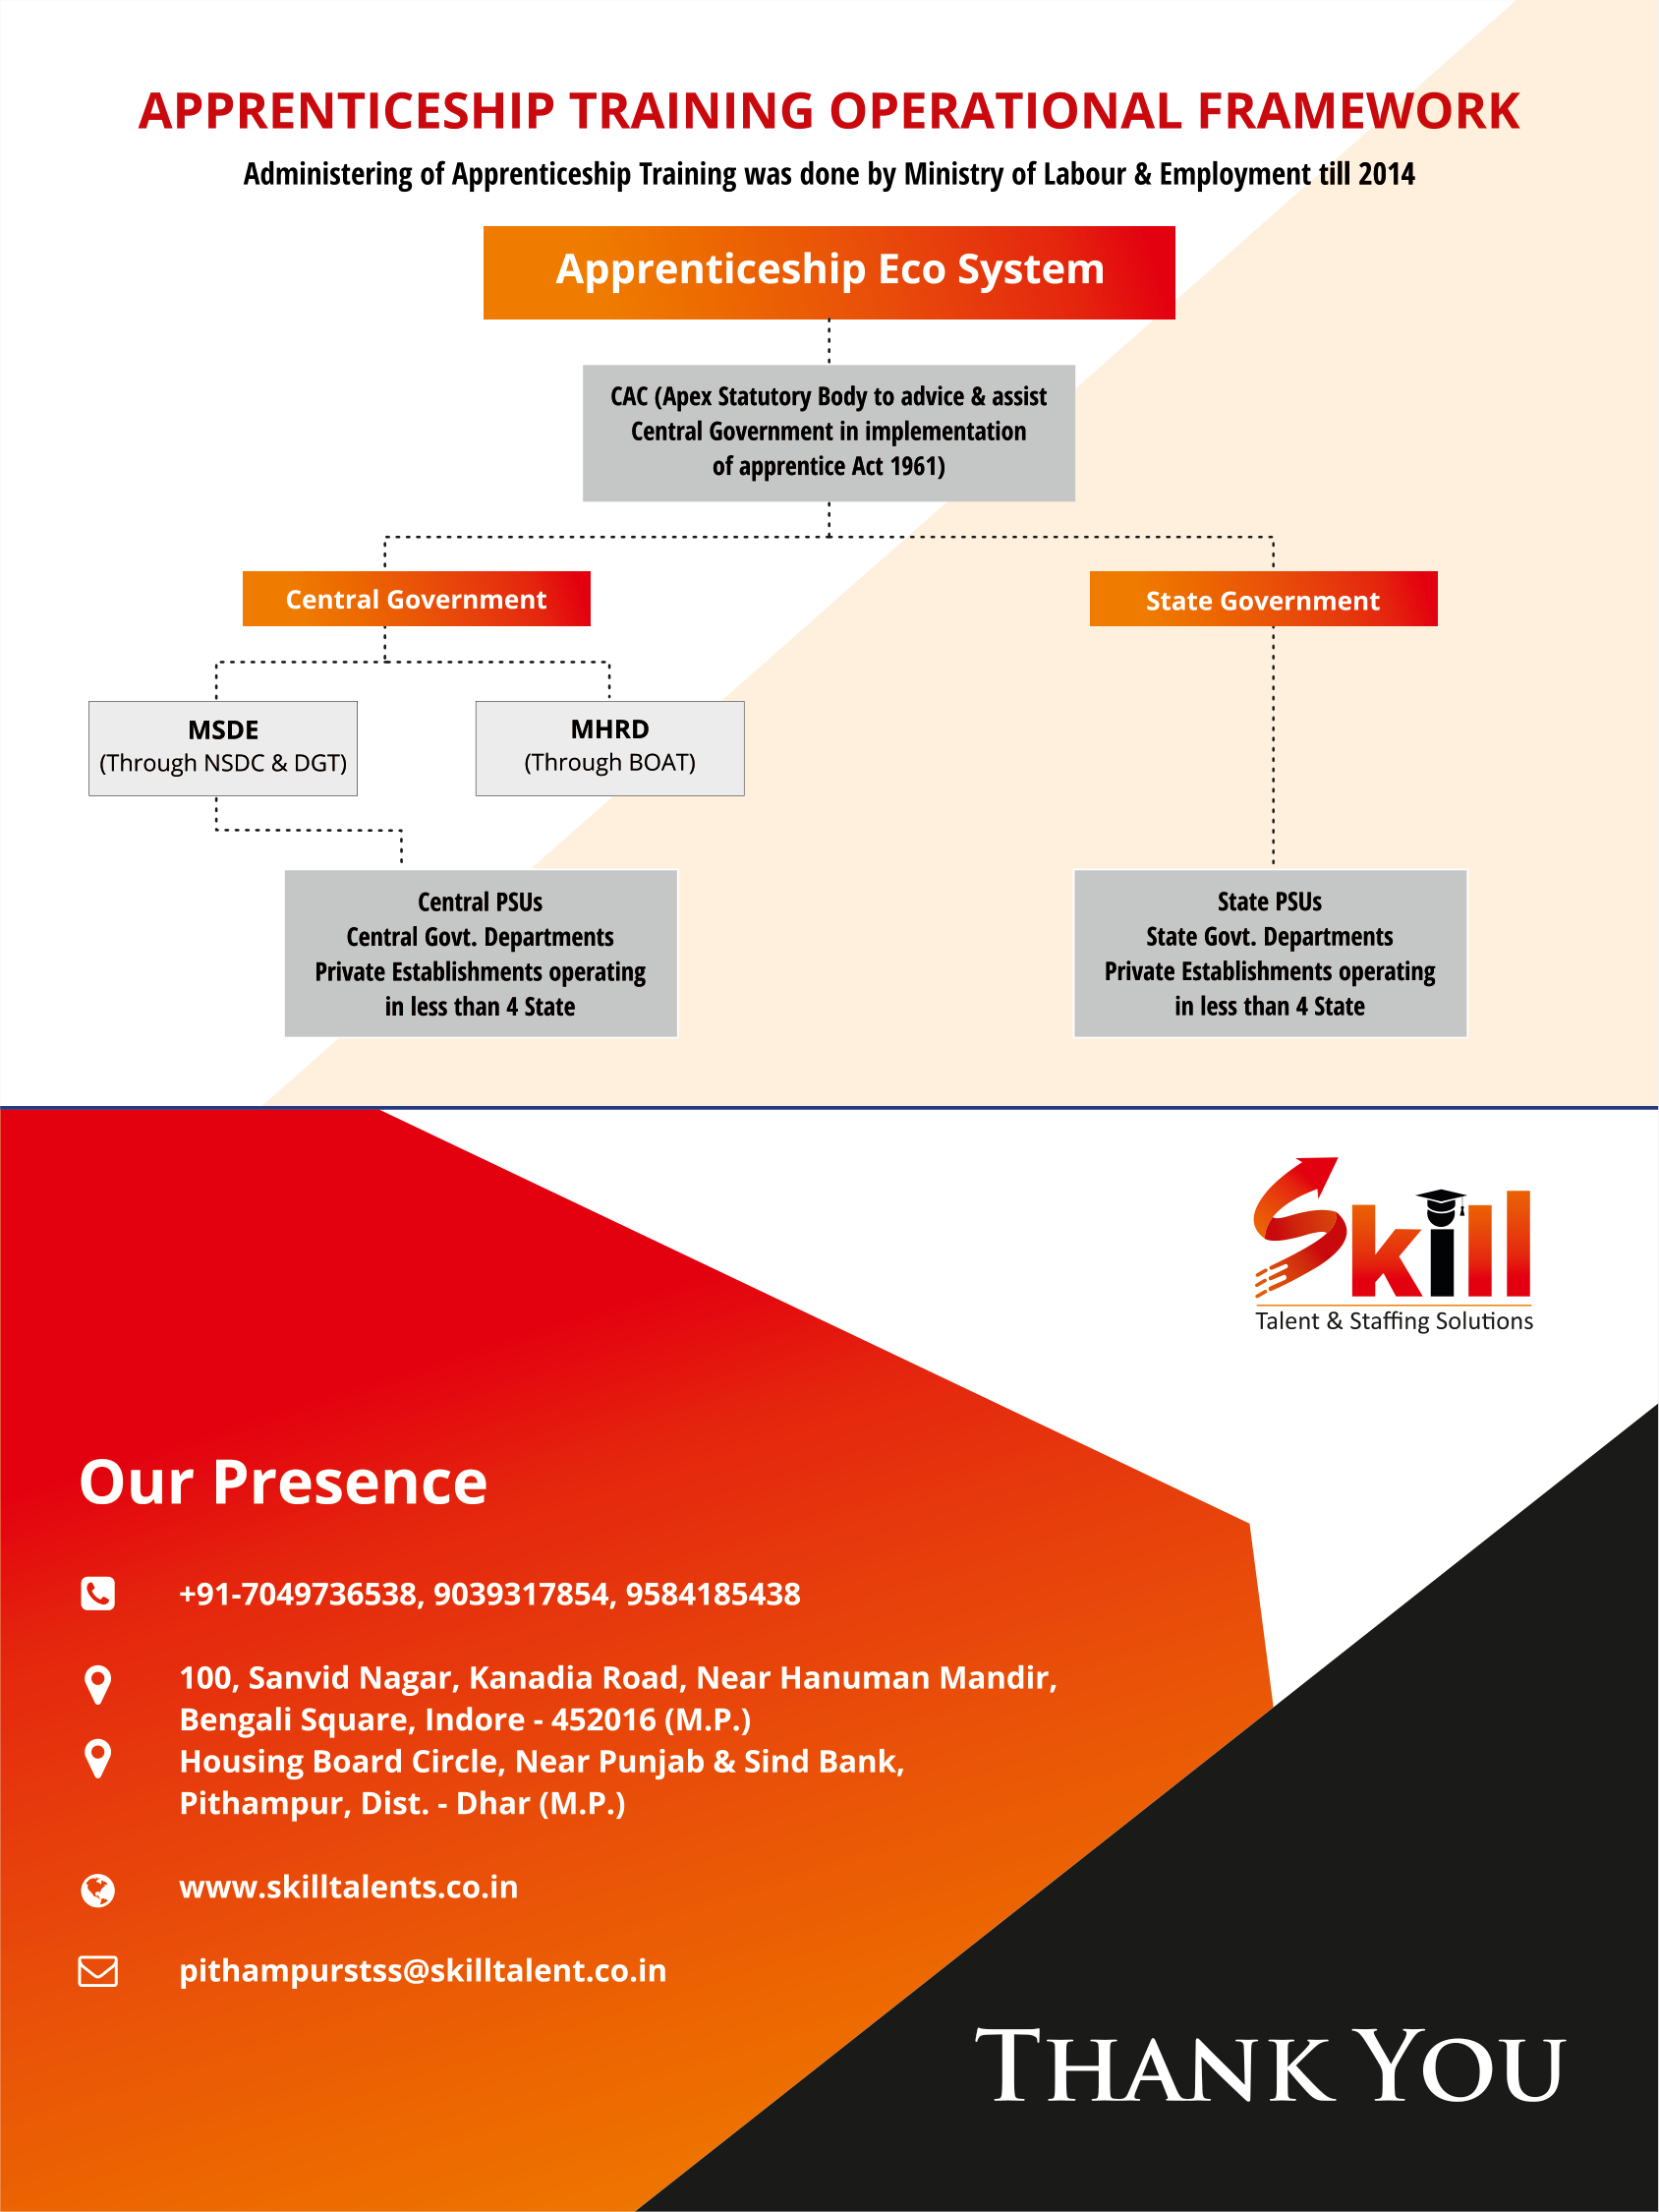 APPRENTICESHIP TRAINING OPERATIONAL FRAMEWORK
Administering of Apprenticeship Training was done by Ministry of Labour & Employment till 2014
Apprenticeship Eco System
CAC (Apex Statutory Body to advice & assist
Central Government in implementation
of apprentice Act 1961)
Central Government
State Government
MSDE
(Through NSDC & DGT)
MHRD
(Through BOAT)
Central PSUs
Central Govt. Departments
Private Establishments operating
in less than 4 State
State PSUs
State Govt. Departments
Private Establishments operating
in less than 4 State
Skill
Talent & Staffing Solutions
Our Presence
+91-7049736538, 9039317854, 9584185438
100, Sanvid Nagar, Kanadia Road, Near Hanuman Mandir,
Bengali Square, Indore - 452016 (M.P.)
Housing Board Circle, Near Punjab & Sind Bank,
Pithampur, Dist. - Dhar (M.P.)
www.skilltalents.co.in
pithampurstss@skilltalent.co.in
THANK YOU